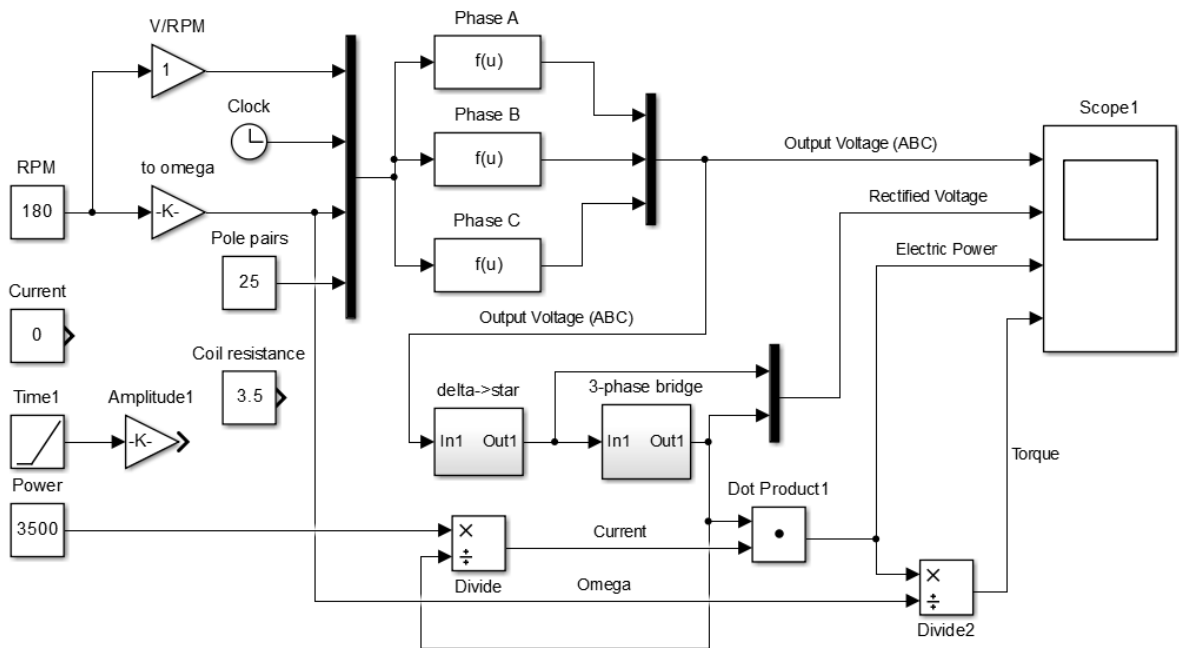 Phase A
V/RPM
f(u)
1
Clock
Phase B
Scope1
f(u)
Output Voltage (ABC)
RPM
to omega
180
-K-
Phase C
Rectified Voltage
Pole pairs
f(u)
Electric Power
25
Current
Output Voltage (ABC)
0
Coil resistance
3.5
delta->star
3-phase bridge
Time1
Amplitude1
-K-
In1 Out1
In1 Out1
Torque
Power
Dot Product1
3500
×
÷
Current
Divide
Omega
×
÷
Divide2